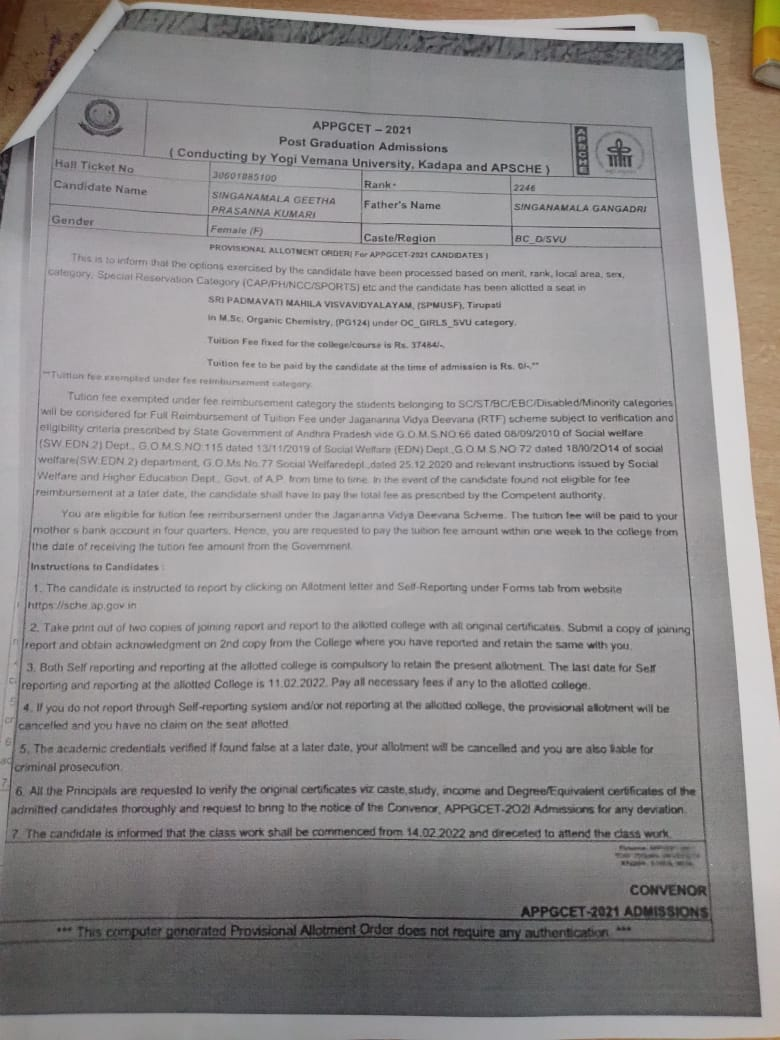 APPGCET – 2021
Post Graduation Admissions
( Conducting by Yogi Vemana University, Kadapa and APSCHE )
APSCHE
Hall Ticket No 30601885100 Rank 2246
Candidate Name SINGANAMALA GEETHA PRASANNA KUMARI Father's Name SINGANAMALA GANGADRI
Gender Female (F) Caste/Region BC_D/SVU
PROVISIONAL ALLOTMENT ORDER( For APPGCET-2021 CANDIDATES )
This is to inform that the options exercised by the candidate have been processed based on merit, rank, local area, sex,
category, Special Reservation Category (CAP/PH/NCC/SPORTS) etc and the candidate has been allotted a seat in
SRI PADMAVATI MAHILA VISVAVIDYALAYAM, (SPMUSF), Tirupati
in M.Sc. Organic Chemistry, (PG124) under OC_GIRLS_SVU category.
Tuition Fee fixed for the college/course is Rs. 37484/-.
Tuition fee to be paid by the candidate at the time of admission is Rs. 0/-.**
**Tuition fee exempted under fee reimbursement category.
Tution fee exempted under fee reimbursement category the students belonging to SC/ST/BC/EBC/Disabled/Minority categories
will be considered for Full Reimbursement of Tuition Fee under Jagananna Vidya Deevana (RTF) scheme subject to verification and
eligibility criteria prescribed by State Government of Andhra Pradesh vide G.O.M.S.NO:66 dated 08/09/2010 of Social welfare
(SW.EDN.2) Dept., G.O.M.S.NO:115 dated 13/11/2019 of Social Welfare (EDN) Dept.,G.O.M.S.NO 72 dated 18/10/2014 of social
welfare(SW.EDN.2) department, G.O.Ms.No.77 Social Welfaredepl.,dated 25.12.2020 and relevant instructions issued by Social
Welfare and Higher Education Dept., Govt. of A.P. from time to time. In the event of the candidate found not eligible for fee
reimbursement at a later date, the candidate shall have to pay the total fee as prescribed by the Competent authority.
You are eligible for tution fee reimbursement under the Jagananna Vidya Deevana Scheme. The tuition fee will be paid to your
mother s bank account in four quarters. Hence, you are requested to pay the tuition fee amount within one week to the college from
the date of receiving the tution fee amount from the Government.
Instructions to Candidates :
1. The candidate is instructed to report by clicking on Allotment letter and Self-Reporting under Forms tab from website
https://sche.ap.gov.in
2. Take print out of two copies of joining report and report to the allotted college with all original certificates. Submit a copy of joining
report and obtain acknowledgment on 2nd copy from the College where you have reported and retain the same with you.
3. Both Self reporting and reporting at the allotted college is compulsory to retain the present allotment. The last date for Self
reporting and reporting at the allotted College is 11.02.2022. Pay all necessary fees if any to the allotted college.
4. If you do not report through Self-reporting system and/or not reporting at the allotted college, the provisional allotment will be
cancelled and you have no claim on the seat allotted.
5. The academic credentials verified if found false at a later date, your allotment will be cancelled and you are also liable for
criminal prosecution.
6. All the Principals are requested to verify the original certificates viz caste,study, income and Degree/Equivalent certificates of the
admitted candidates thoroughly and request to bring to the notice of the Convenor, APPGCET-2021 Admissions for any deviation.
7. The candidate is informed that the class work shall be commenced from 14.02.2022 and direceted to attend the class work.
CONVENOR
APPGCET-2021 ADMISSIONS
*** This computer generated Provisional Allotment Order does not require any authentication. ***